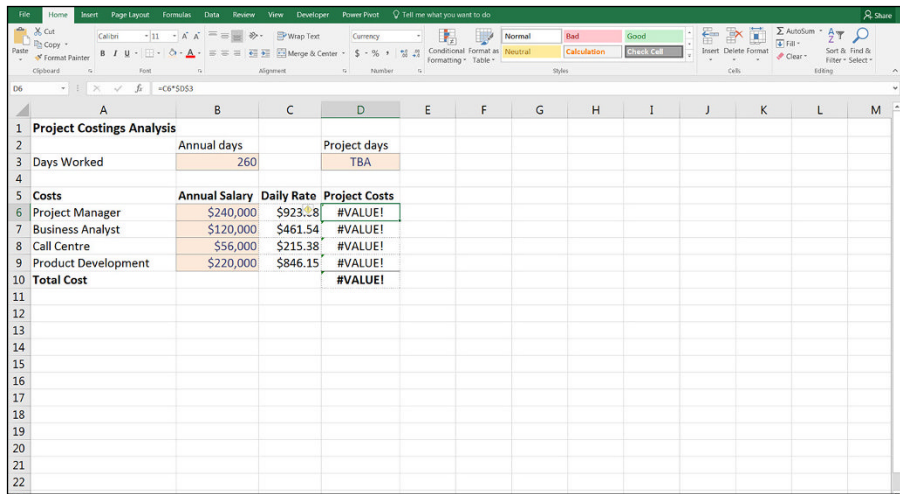 File Home Insert Page Layout Formulas Data Review View Developer Power Pivot Tell me what you want to do Share
Cut Calibri 11 Wrap Text Currency Normal Bad Good AutoSum
Copy Fill
Paste Format Painter B I U Merge & Center $ % Conditional Format as Neutral Calculation Check Cell Insert Delete Format Clear Sort & Find &
Formatting Table Filter Select
Clipboard Font Alignment Number Styles Cells Editing
D6 fx =C6*$D$3
A B C D E F G H I J K L M
1 Project Costings Analysis
2 Annual days Project days
3 Days Worked 260 TBA
4
5 Costs Annual Salary Daily Rate Project Costs
6 Project Manager $240,000 #VALUE!
7 Business Analyst $120,000 $461.54 #VALUE!
8 Call Centre $56,000 $215.38 #VALUE!
9 Product Development $220,000 $846.15 #VALUE!
10 Total Cost #VALUE!
11
12
13
14
15
16
17
18
19
20
21
22